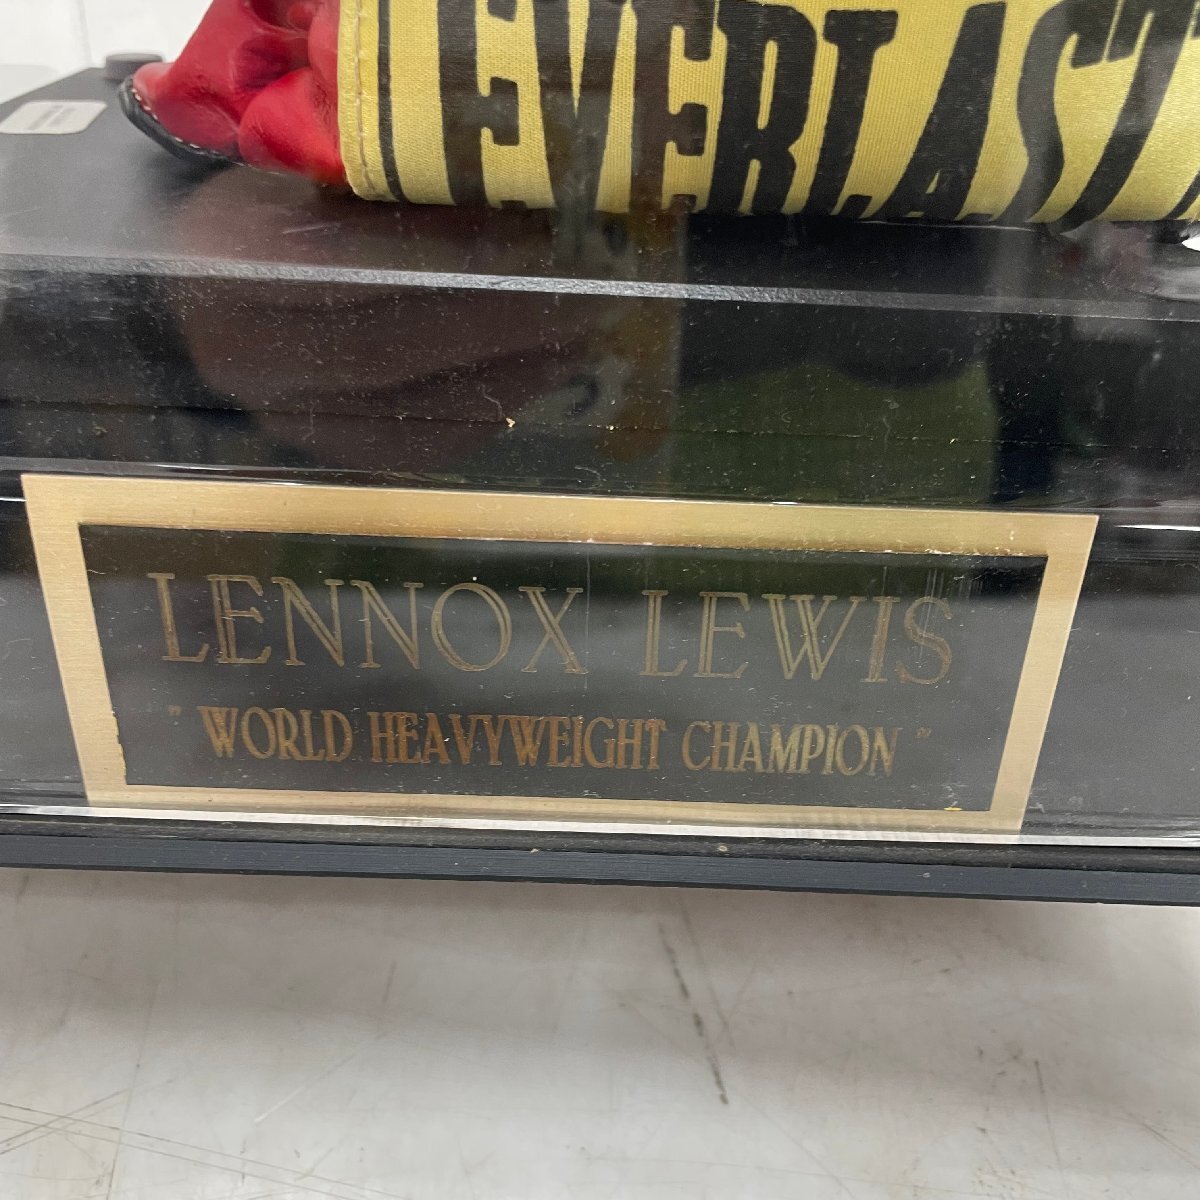 EVERLAST
LENNOX LEWIS
" WORLD HEAVYWEIGHT CHAMPION "